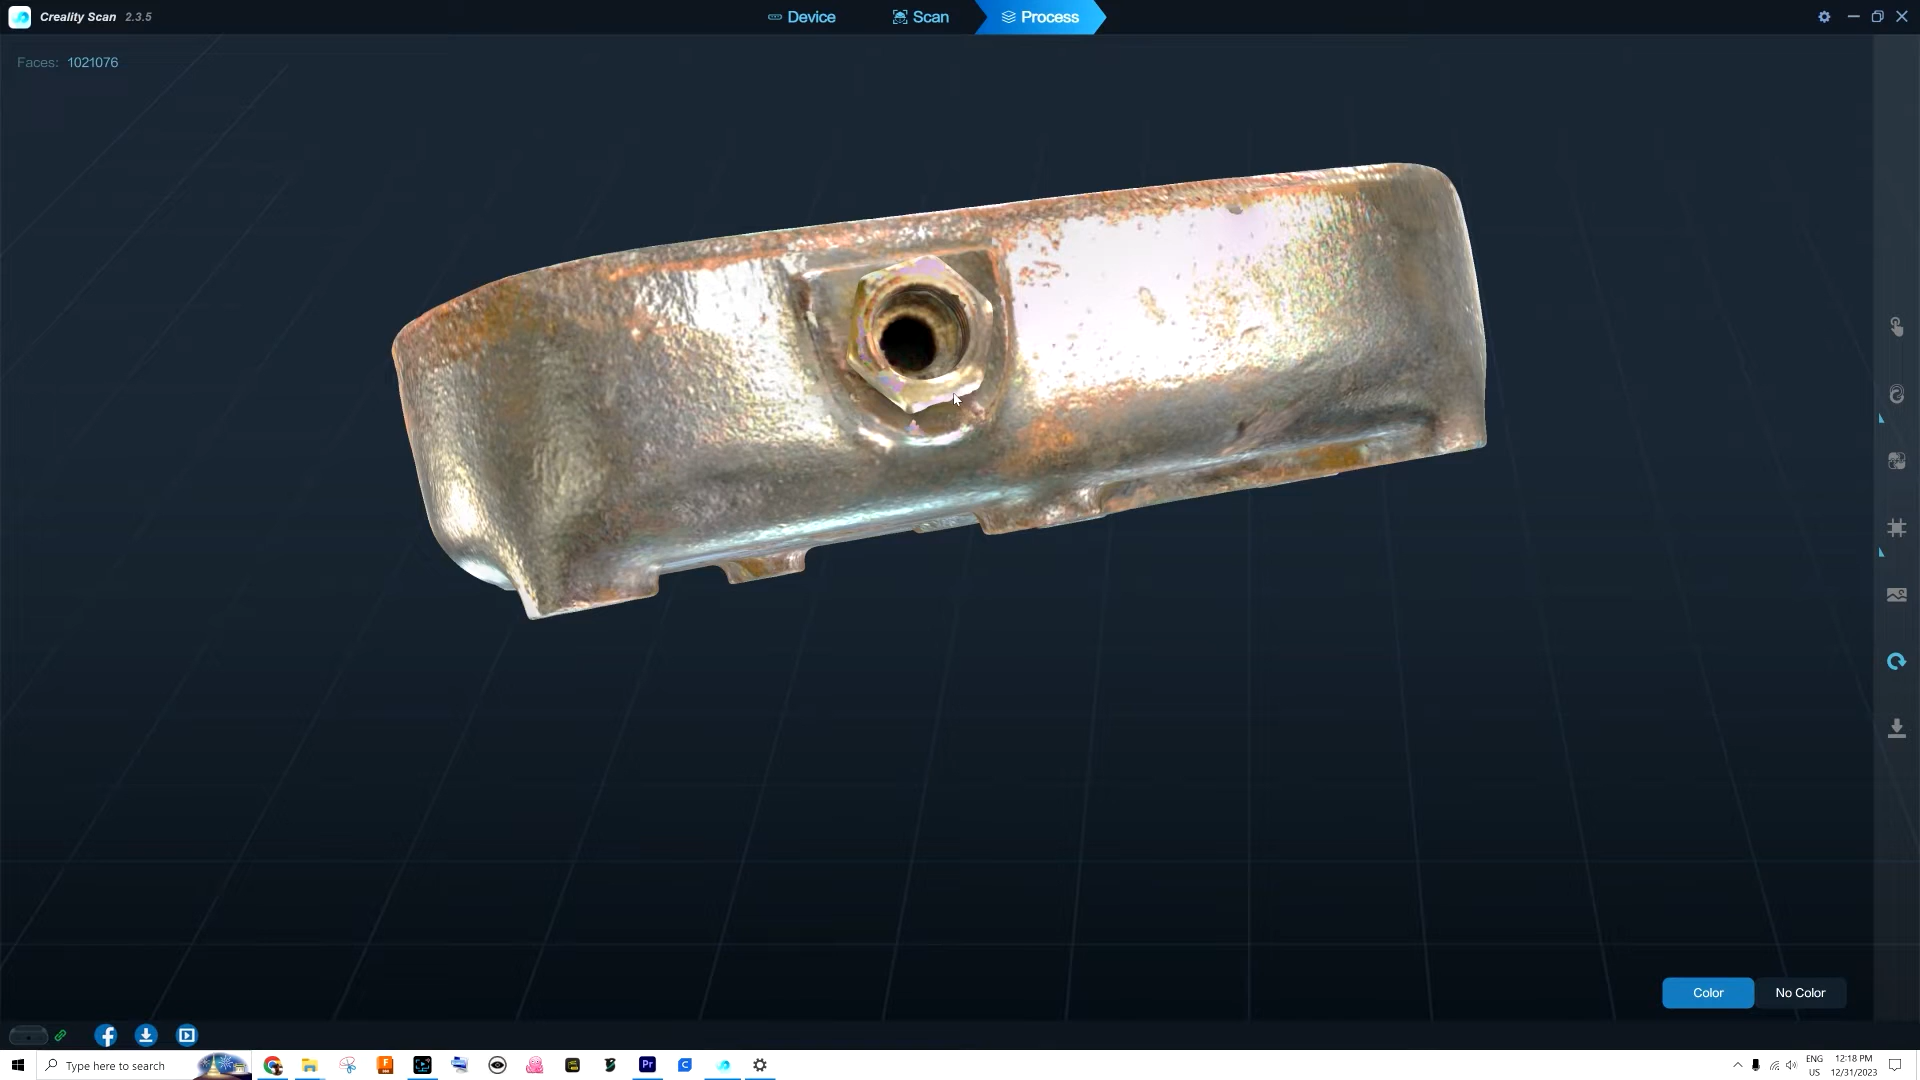 Creality Scan 2.3.5
Device
Scan
Process
Faces: 1021076
Color
No Color
Type here to search
Pr
ENG
US
12:18 PM
12/31/2023